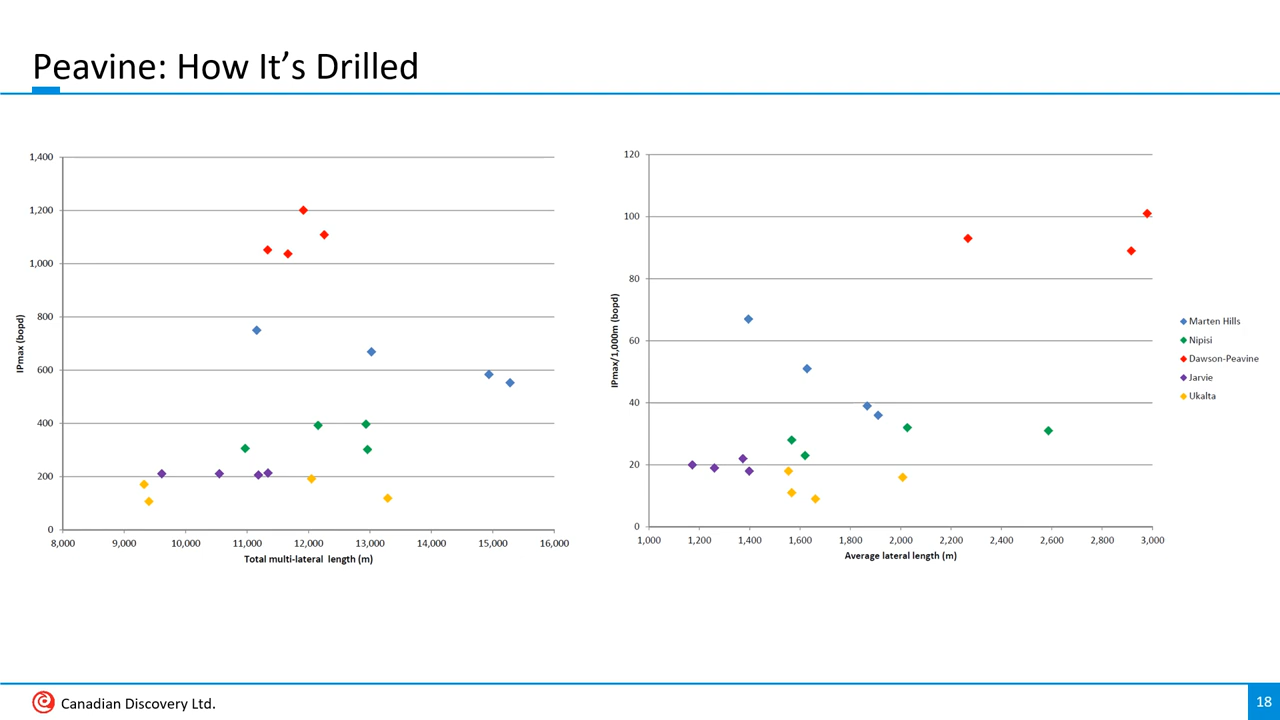 Peavine: How It's Drilled
1,400
1,200
1,000
800
600
400
200
0
8,000 9,000 10,000 11,000 12,000 13,000 14,000 15,000 16,000
IPmax (bopd)
Total multi-lateral length (m)
120
100
80
60
40
20
0
1,000 1,200 1,400 1,600 1,800 2,000 2,200 2,400 2,600 2,800 3,000
IPmax/1,000m (bopd)
Average lateral length (m)
Marten Hills
Nipisi
Dawson-Peavine
Jarvie
Ukalta
Canadian Discovery Ltd.
18